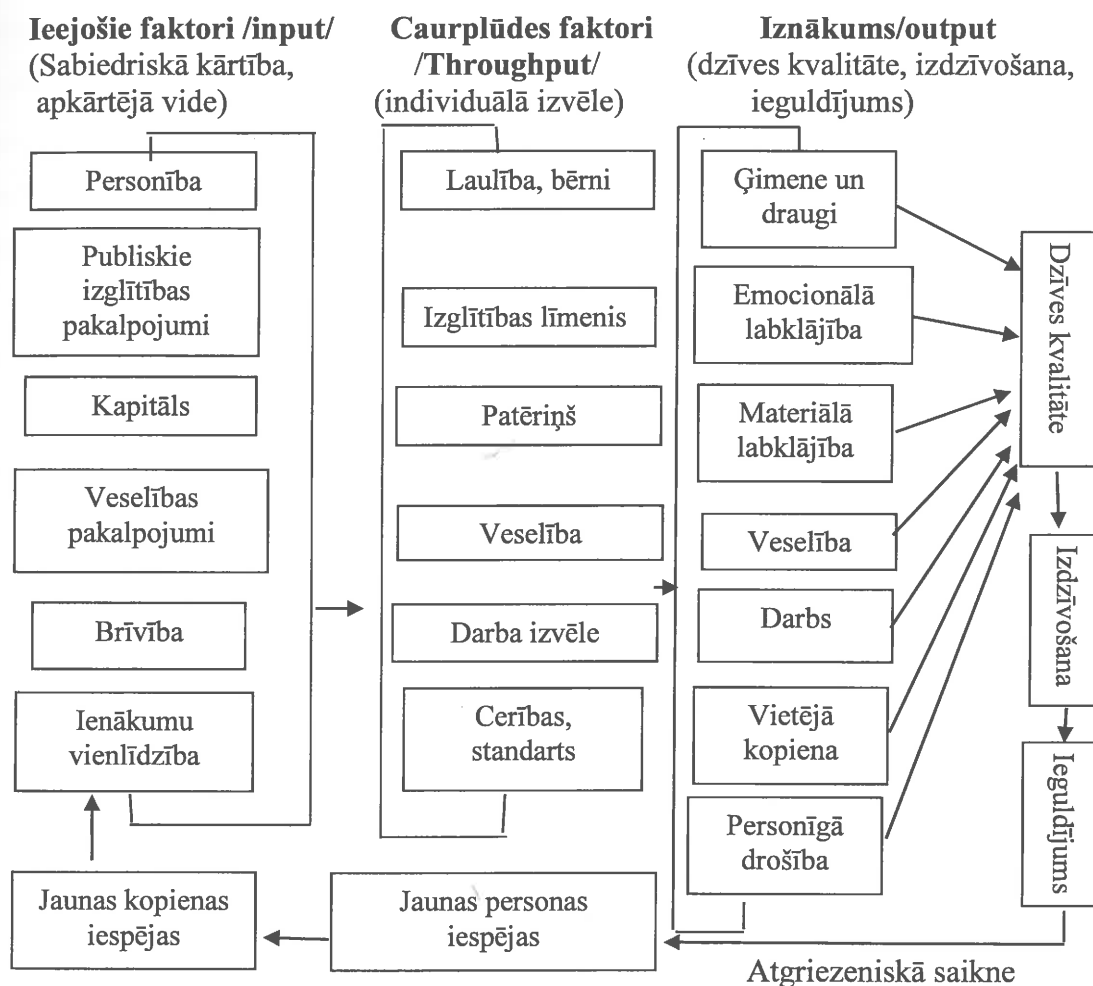 Ieejošie faktori /input/
(Sabiedriskā kārtība,
apkārtējā vide)
Personība
Publiskie
izglītības
pakalpojumi
Kapitāls
Veselības
pakalpojumi
Brīvība
Ienākumu
vienlīdzība
Jaunas kopienas
iespējas
Caurplūdes faktori
/Throughput/
(individuālā izvēle)
Laulība, bērni
Izglītības līmenis
Patēriņš
Veselība
Darba izvēle
Cerības,
standarts
Jaunas personas
iespējas
Iznākums/output
(dzīves kvalitāte, izdzīvošana,
ieguldījums)
Ģimene un
draugi
Emocionālā
labklājība
Materiālā
labklājība
Veselība
Darbs
Vietējā
kopiena
Personīgā
drošība
Dzīves kvalitāte
Izdzīvošana
Ieguldījums
Atgriezeniskā saikne